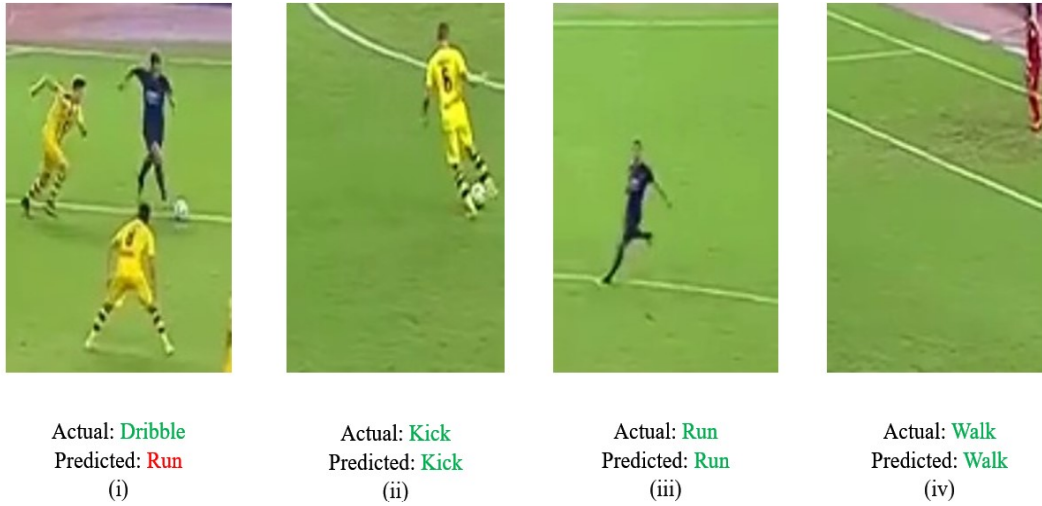 6
Actual: Dribble
Predicted: Run
(i)
Actual: Kick
Predicted: Kick
(ii)
Actual: Run
Predicted: Run
(iii)
Actual: Walk
Predicted: Walk
(iv)